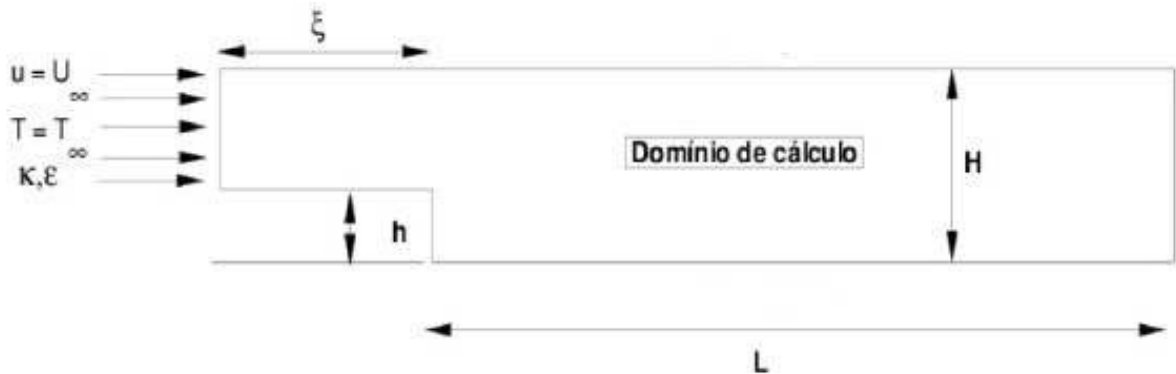 ξ
u = U
∞
T = T
∞
κ,ε
Domínio de cálculo
H
h
L